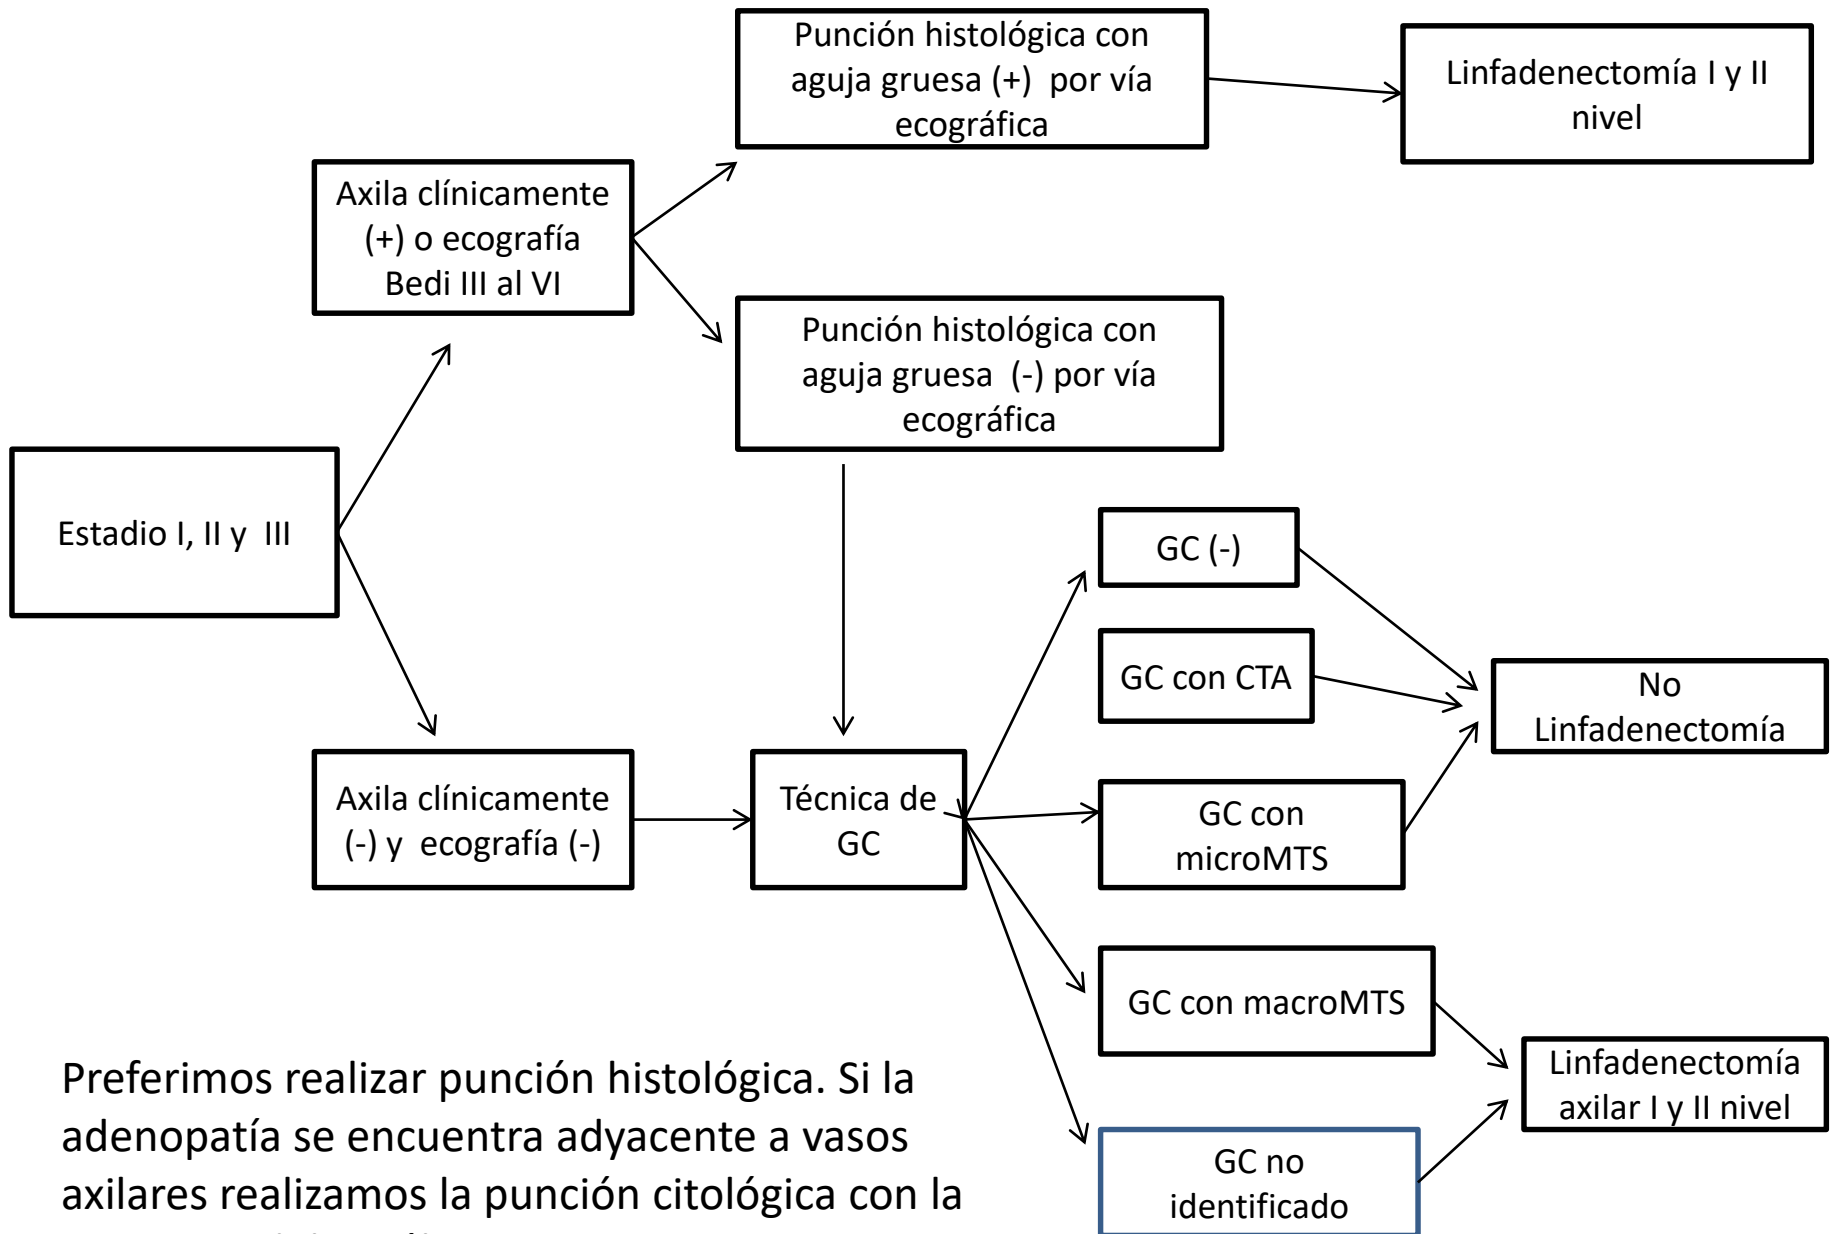 Punción histológica con
aguja gruesa (+) por vía
ecográfica
Linfadenectomía I y II
nivel
Axila clínicamente
(+) o ecografía
Bedi III al VI
Punción histológica con
aguja gruesa (-) por vía
ecográfica
Estadio I, II y III
GC (-)
GC con CTA
No
Linfadenectomía
Axila clínicamente
(-) y ecografía (-)
Técnica de
GC
GC con
microMTS
GC con macroMTS
Linfadenectomía
axilar I y II nivel
GC no
identificado
Preferimos realizar punción histológica. Si la
adenopatía se encuentra adyacente a vasos
axilares realizamos la punción citológica con la